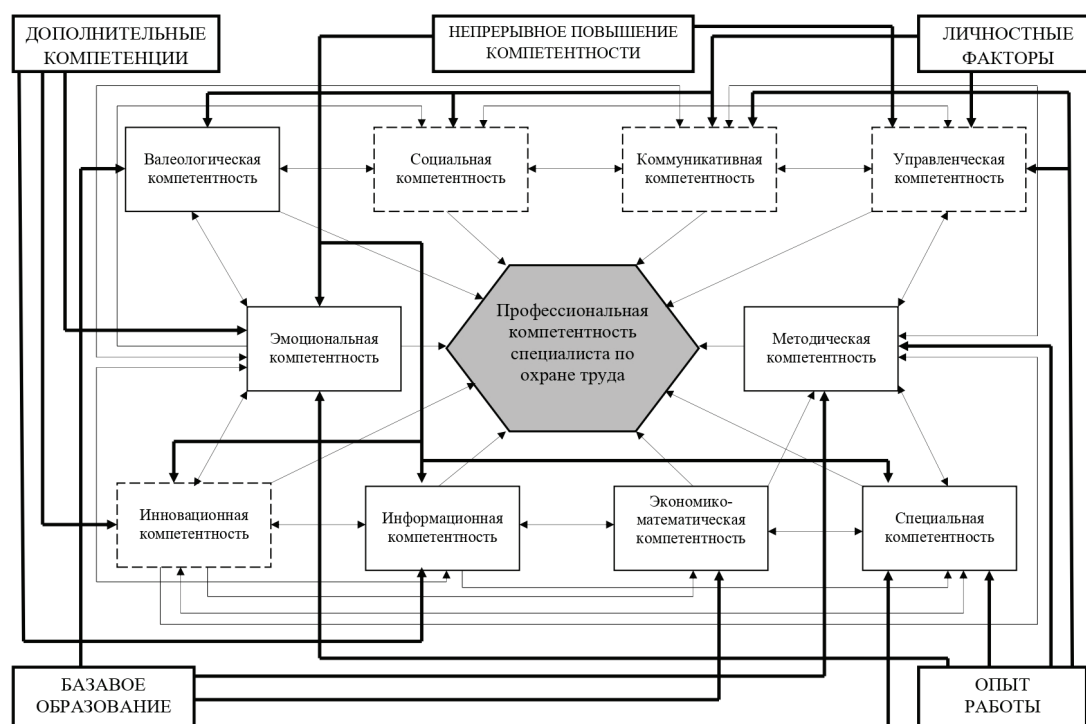 ДОПОЛНИТЕЛЬНЫЕ
КОМПЕТЕНЦИИ
НЕПРЕРЫВНОЕ ПОВЫШЕНИЕ
КОМПЕТЕНТНОСТИ
ЛИЧНОСТНЫЕ
ФАКТОРЫ
Валеологическая
компетентность
Социальная
компетентность
Коммуникативная
компетентность
Управленческая
компетентность
Эмоциональная
компетентность
Профессиональная
компетентность
специалиста по
охране труда
Методическая
компетентность
Инновационная
компетентность
Информационная
компетентность
Экономико-
математическая
компетентность
Специальная
компетентность
БАЗАВОЕ
ОБРАЗОВАНИЕ
ОПЫТ
РАБОТЫ